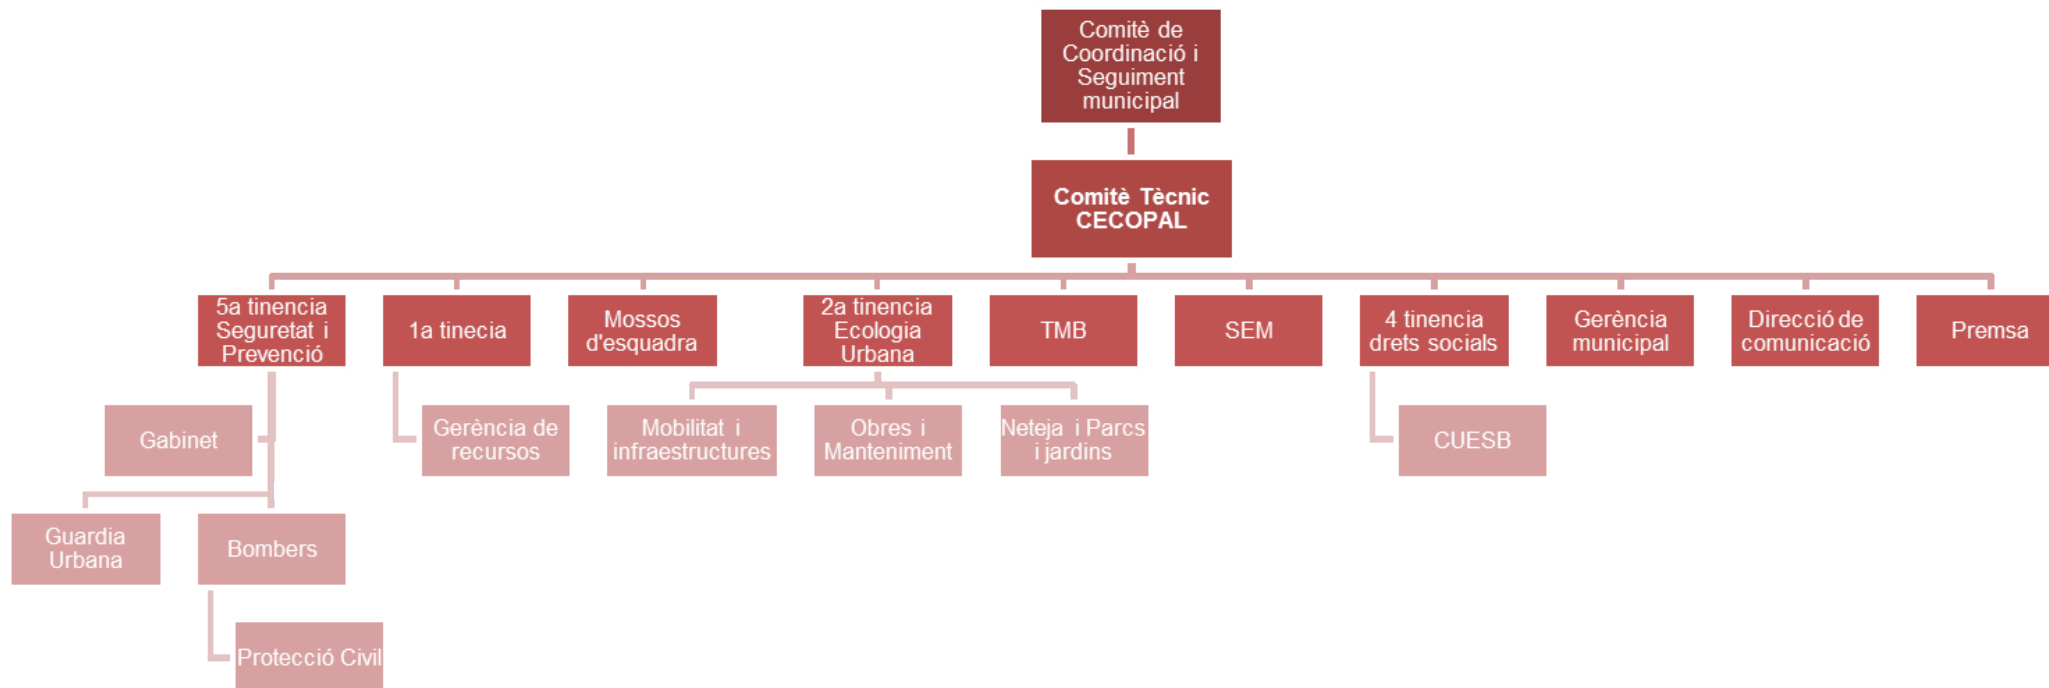 Comitè de
Coordinació i
Seguiment
municipal
Comitè Tècnic
CECOPAL
5a tinencia
Seguretat i
Prevenció
1a tinecia
Mossos
d'esquadra
2a tinencia
Ecologia
Urbana
TMB
SEM
4 tinencia
drets socials
Gerència
municipal
Direcció de
comunicació
Premsa
Gabinet
Gerència de
recursos
Mobilitat i
infraestructures
Obres i
Manteniment
Neteja i Parcs
i jardins
CUESB
Guardia
Urbana
Bombers
Protecció Civil